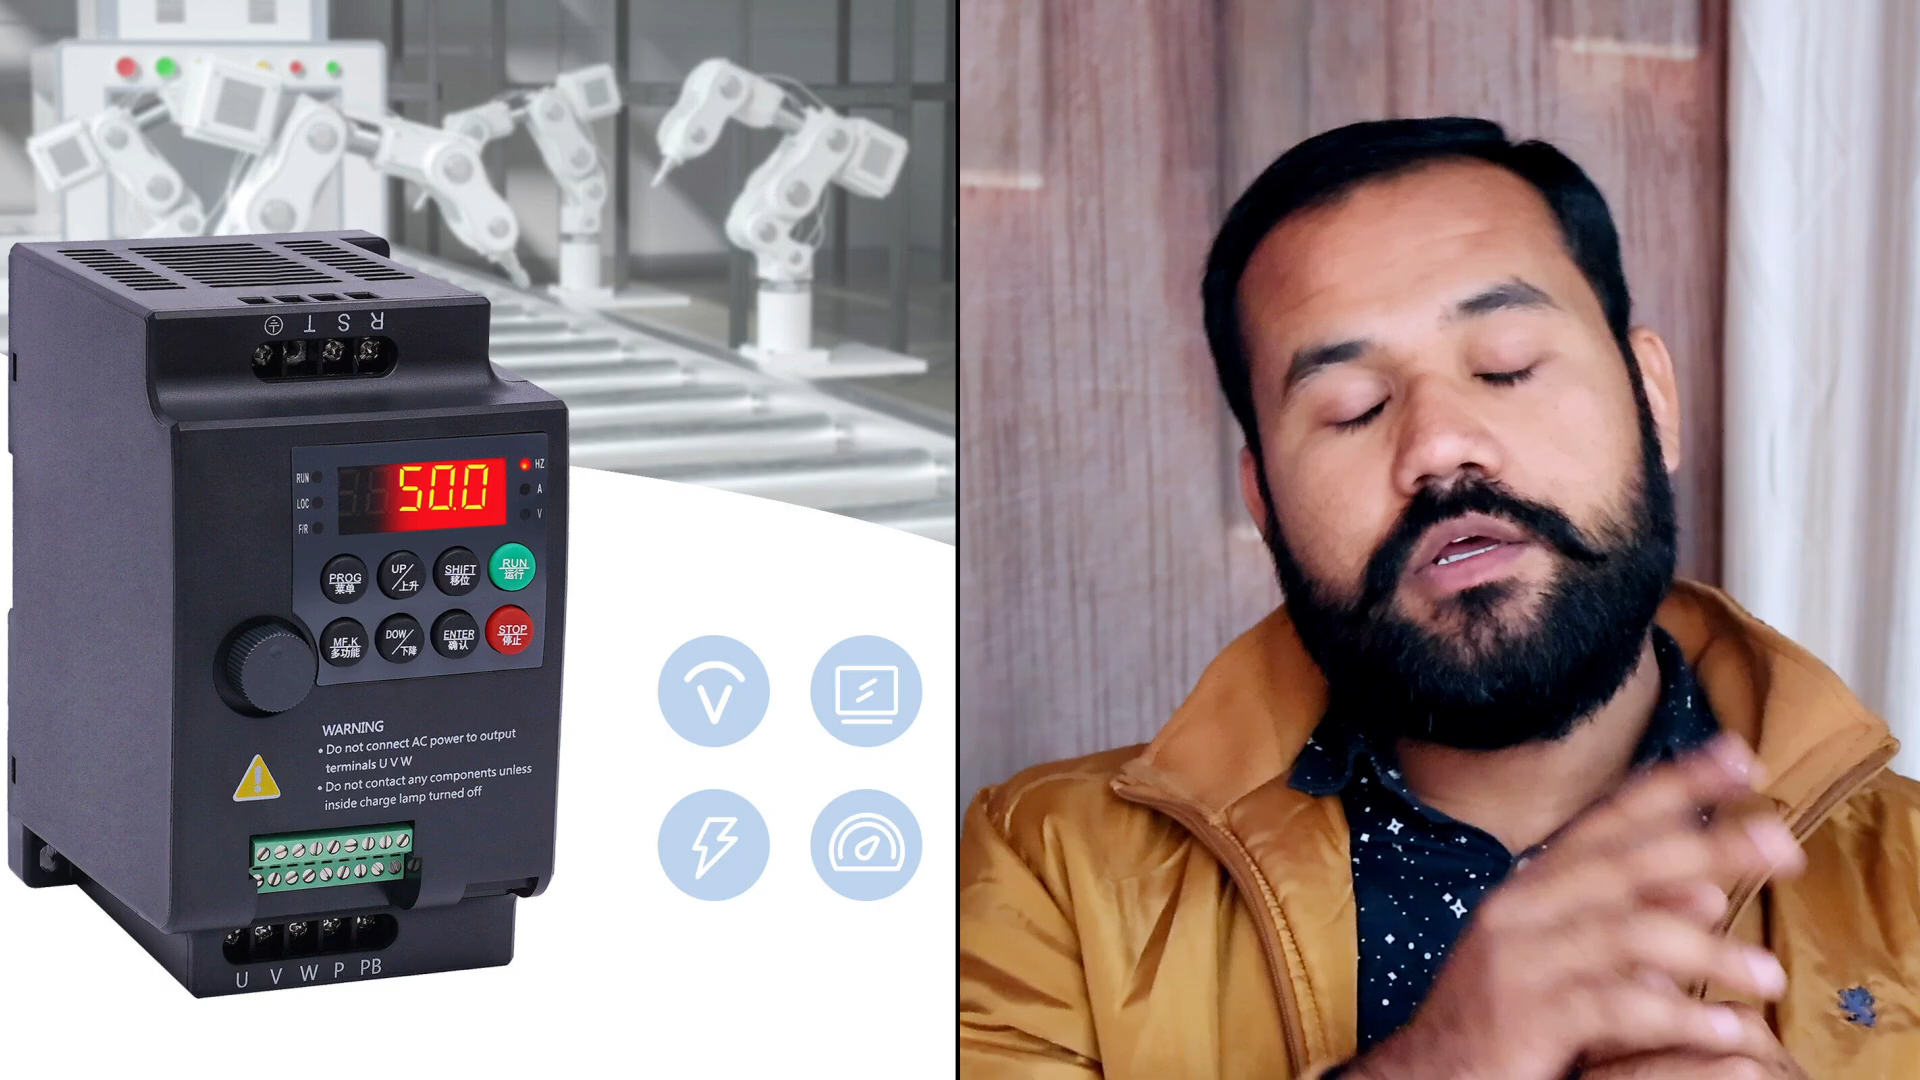 ⏚ T S R
RUN
LOC
F/R
50.0
HZ
A
V
PROG
菜单
UP/上升
SHIFT
移位
RUN
运行
MF.K
多功能
DOW/下降
ENTER
确认
STOP
停止
WARNING
• Do not connect AC power to output
terminals U V W
• Do not contact any components unless
inside charge lamp turned off
U V W P PB
V